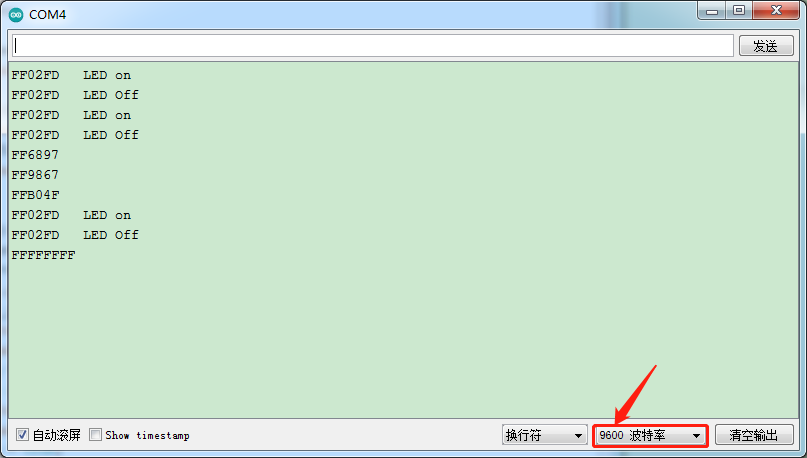 COM4
发送
FF02FD   LED on
FF02FD   LED Off
FF02FD   LED on
FF02FD   LED Off
FF6897
FF9867
FFB04F
FF02FD   LED on
FF02FD   LED Off
FFFFFFFF
自动滚屏 Show timestamp 换行符 9600 波特率 清空输出